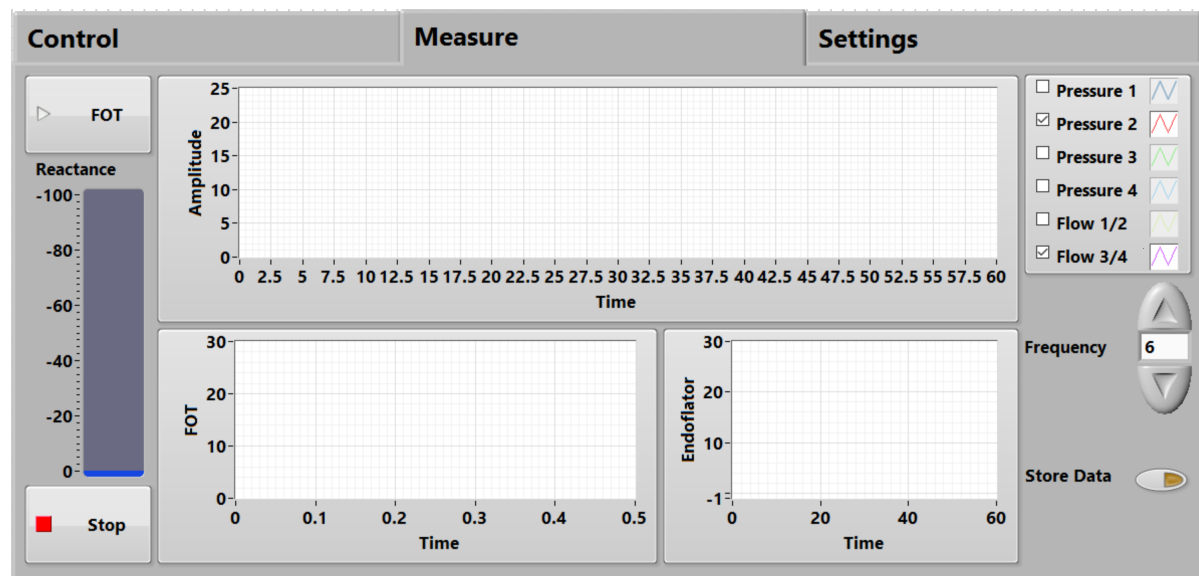 Control
Measure
Settings
FOT
Reactance
-100
-80
-60
-40
-20
0
Stop
25
20
15
10
5
0
Amplitude
0 2.5 5 7.5 10 12.5 15 17.5 20 22.5 25 27.5 30 32.5 35 37.5 40 42.5 45 47.5 50 52.5 55 57.5 60
Time
Pressure 1
Pressure 2
Pressure 3
Pressure 4
Flow 1/2
Flow 3/4
30
20
10
0
FOT
0 0.1 0.2 0.3 0.4 0.5
Time
30
20
10
-1
Endoflator
0 20 40 60
Time
Frequency 6
Store Data